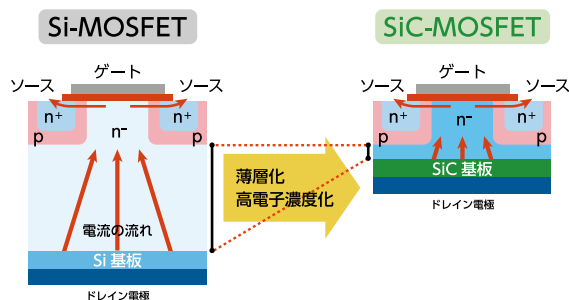 Si-MOSFET
ゲート
ソース
ソース
n+
n+
n-
p
p
電流の流れ
Si 基板
ドレイン電極
薄層化
高電子濃度化
SiC-MOSFET
ゲート
ソース
ソース
n+
n+
n-
p
p
SiC 基板
ドレイン電極